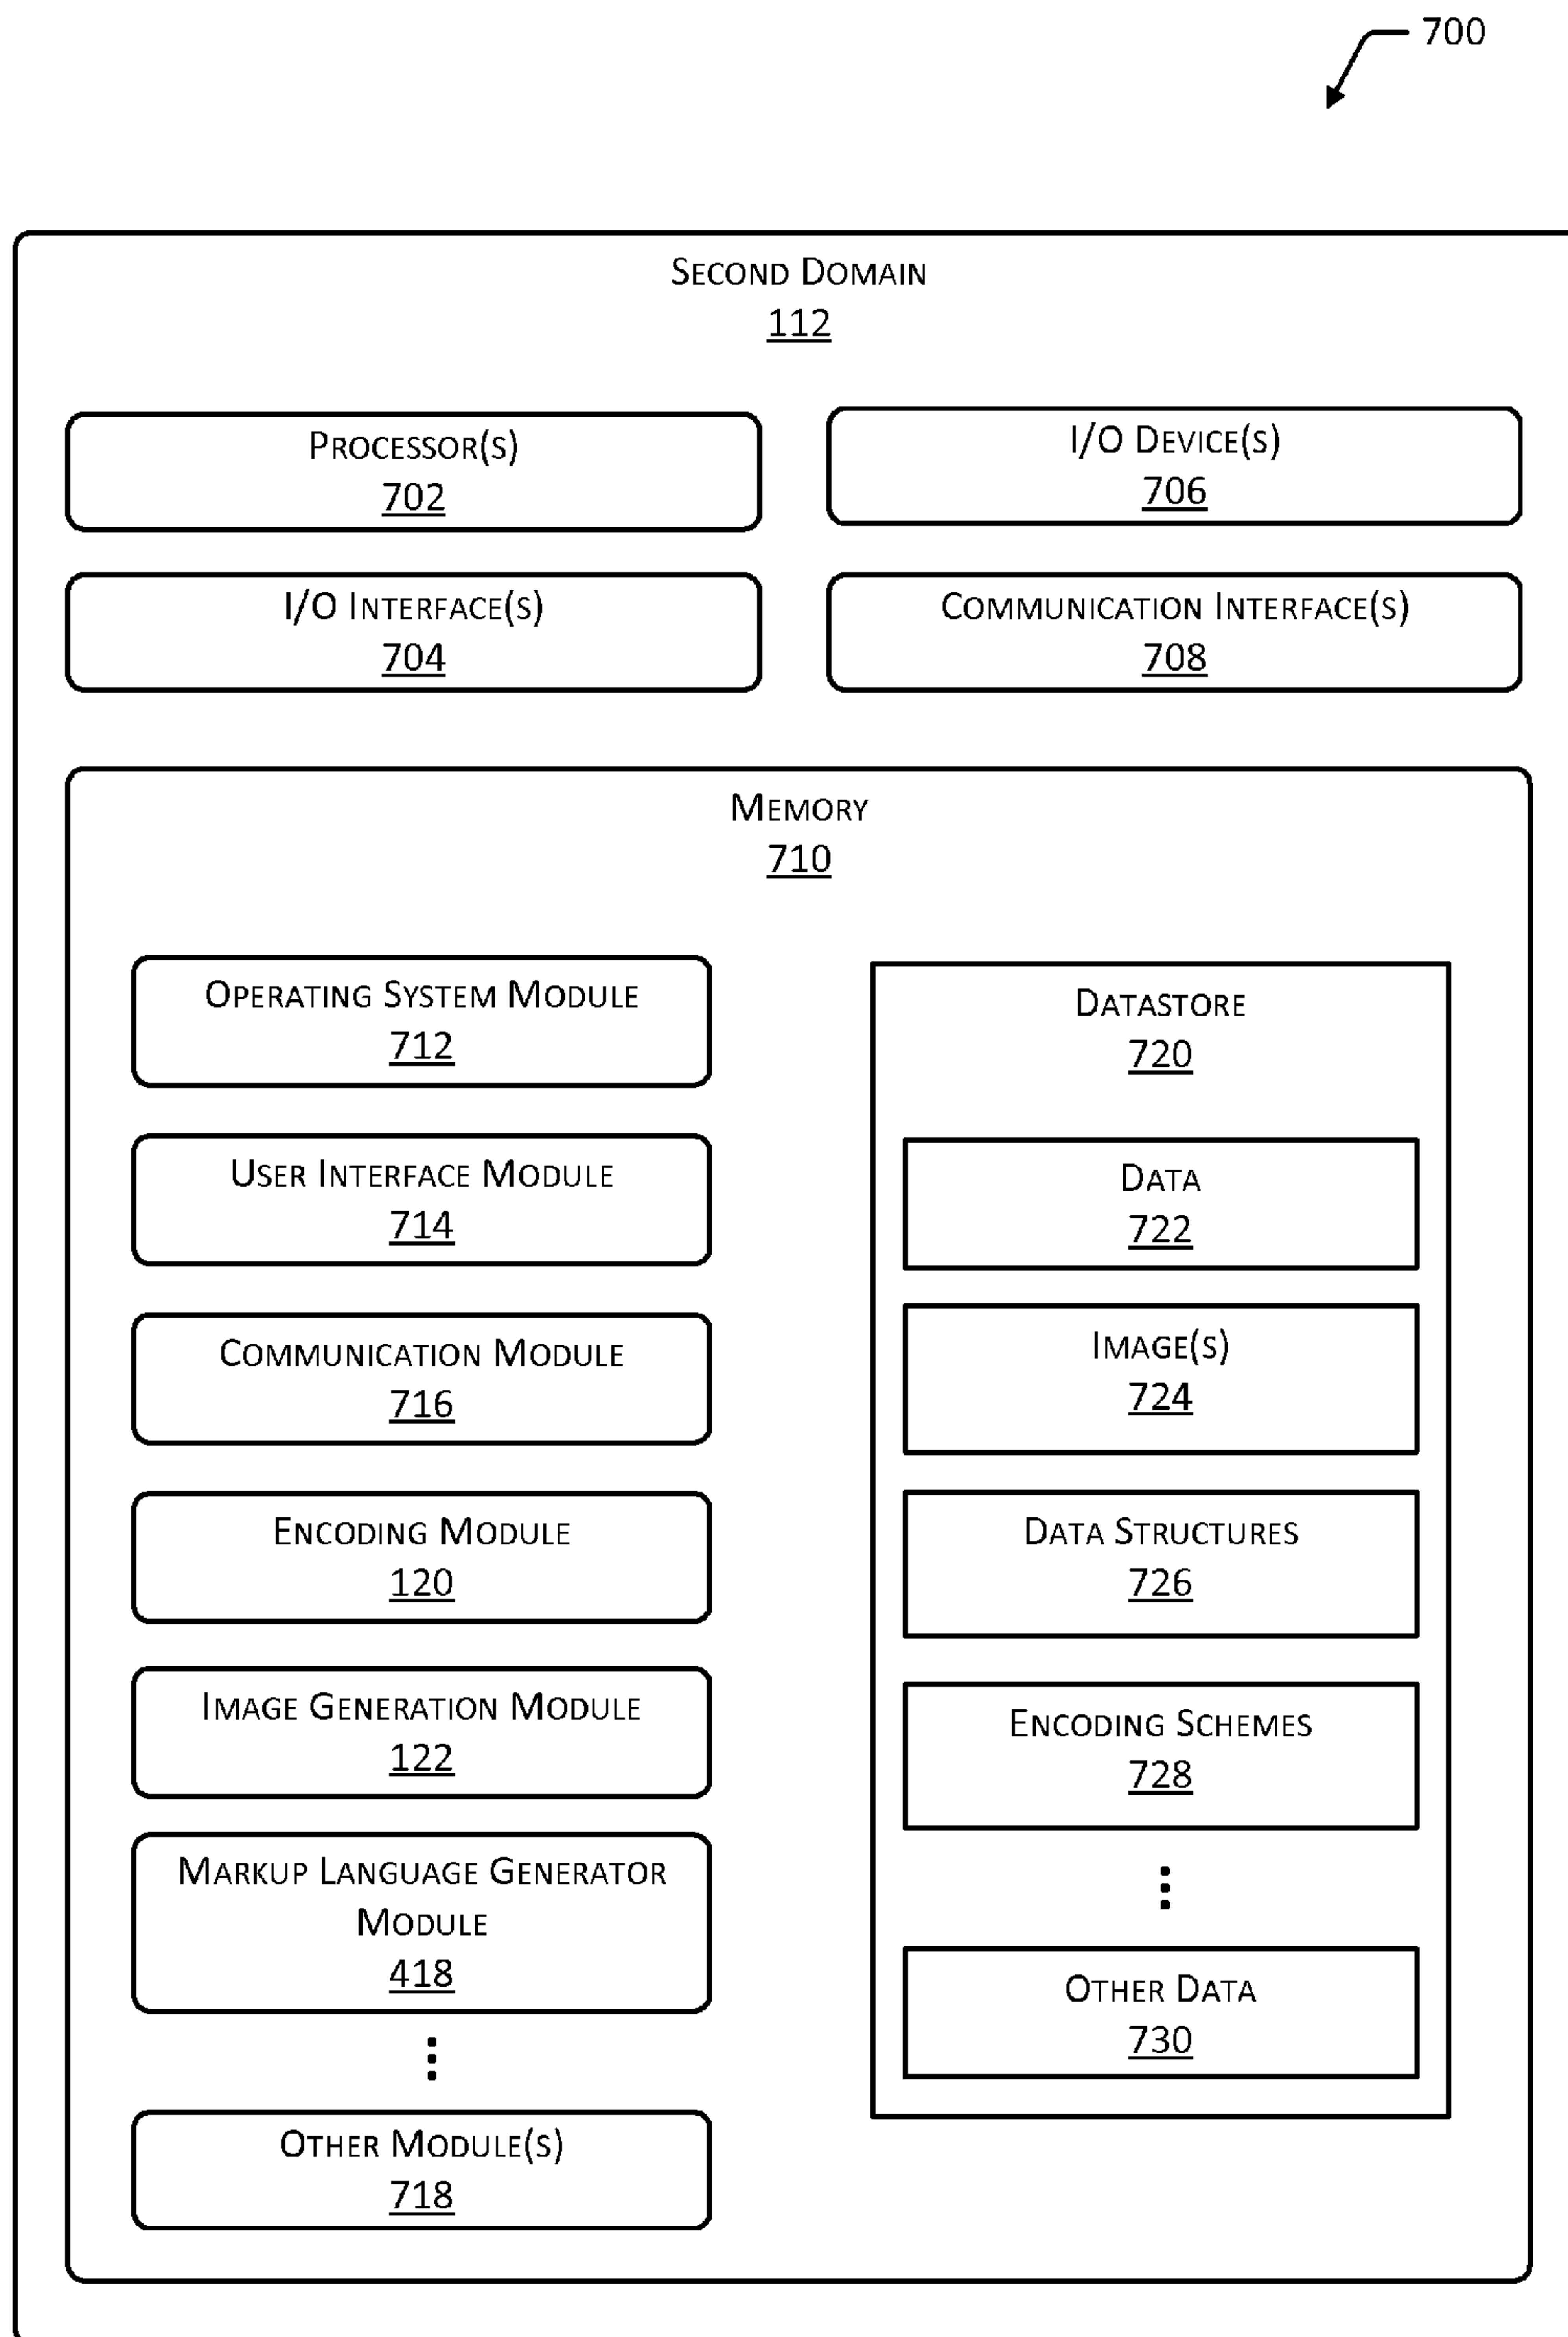 700
Second Domain
112
Processor(s)
702
I/O Device(s)
706
I/O Interface(s)
704
Communication Interface(s)
708
Memory
710
Operating System Module
712
User Interface Module
714
Communication Module
716
Encoding Module
120
Image Generation Module
122
Markup Language Generator
Module
418
Other Module(s)
718
Datastore
720
Data
722
Image(s)
724
Data Structures
726
Encoding Schemes
728
Other Data
730